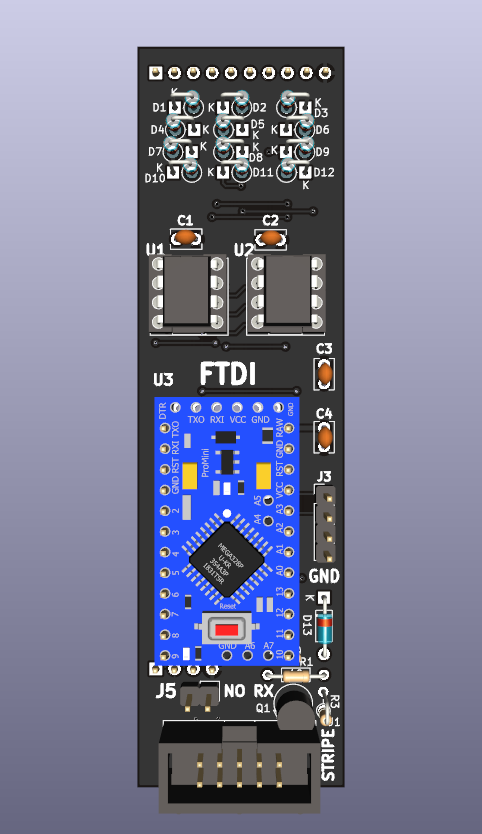 K K K
D1 D2 D3
D4 K D5 K K D6
D7 K K D8 K D9
K D10 K D11 D12 K
C1 C2
U1 U2
C3
U3 FTDI
C4
DTR TXO RXI VCC GND GND
TXO RAW
RXI GND
RST RST
GND VCC
ProMini
J3
2 A5 A3
3 A4 A2
4 A1
5 A0
6 13
7 12
8 11
9 10
MEGA328P
U-KR
Reset
GND A6 A7
GND
K
D13
R1
J5 NO RX
Q1 R3
STRIPE